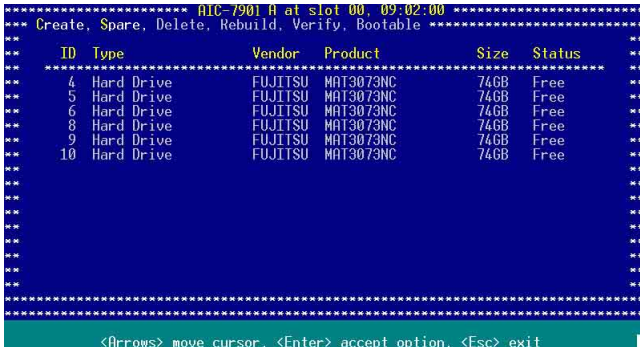 AIC-7901 A at slot 00, 09:02:00
Create, Spare, Delete, Rebuild, Verify, Bootable
ID Type Vendor Product Size Status
4 Hard Drive FUJITSU MAT3073NC 74GB Free
5 Hard Drive FUJITSU MAT3073NC 74GB Free
6 Hard Drive FUJITSU MAT3073NC 74GB Free
8 Hard Drive FUJITSU MAT3073NC 74GB Free
9 Hard Drive FUJITSU MAT3073NC 74GB Free
10 Hard Drive FUJITSU MAT3073NC 74GB Free
<Arrows> move cursor, <Enter> accept option, <Esc> exit